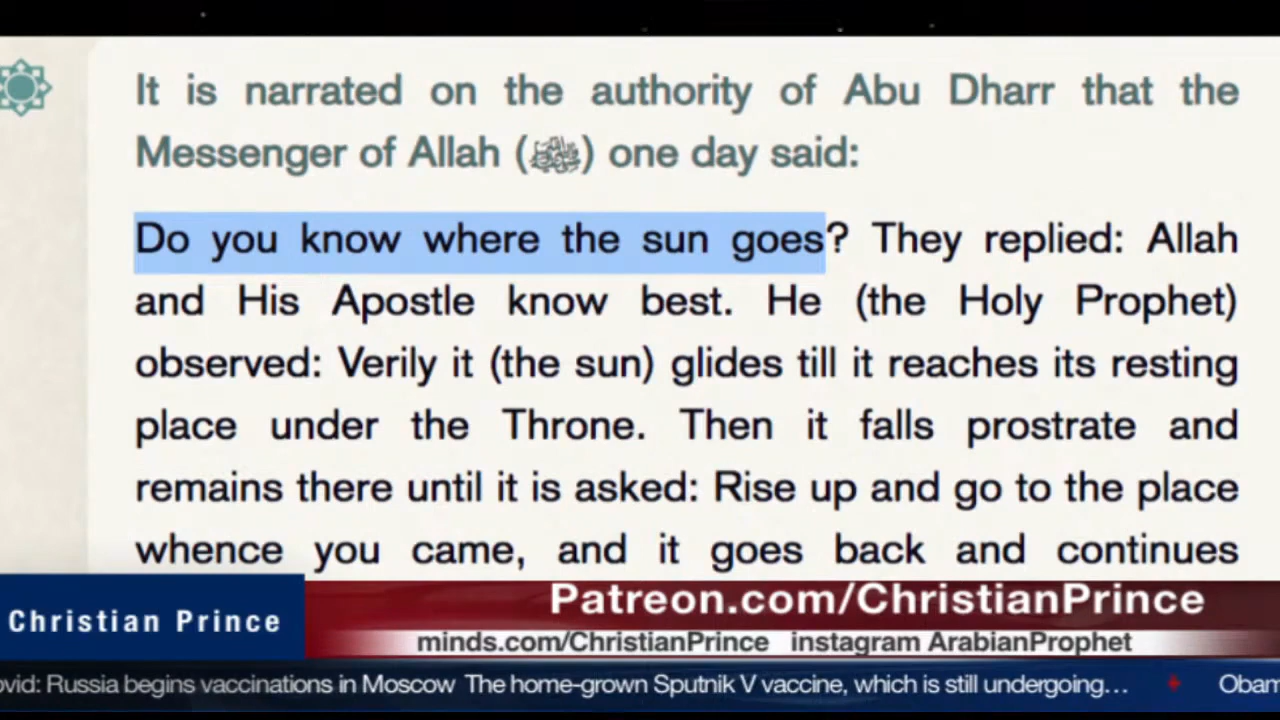 It is narrated on the authority of Abu Dharr that the
Messenger of Allah (ﷺ) one day said:
Do you know where the sun goes? They replied: Allah
and His Apostle know best. He (the Holy Prophet)
observed: Verily it (the sun) glides till it reaches its resting
place under the Throne. Then it falls prostrate and
remains there until it is asked: Rise up and go to the place
whence you came, and it goes back and continues
Patreon.com/ChristianPrince
Christian Prince
minds.com/ChristianPrince instagram ArabianProphet
ovid: Russia begins vaccinations in Moscow The home-grown Sputnik V vaccine, which is still undergoing... Obam